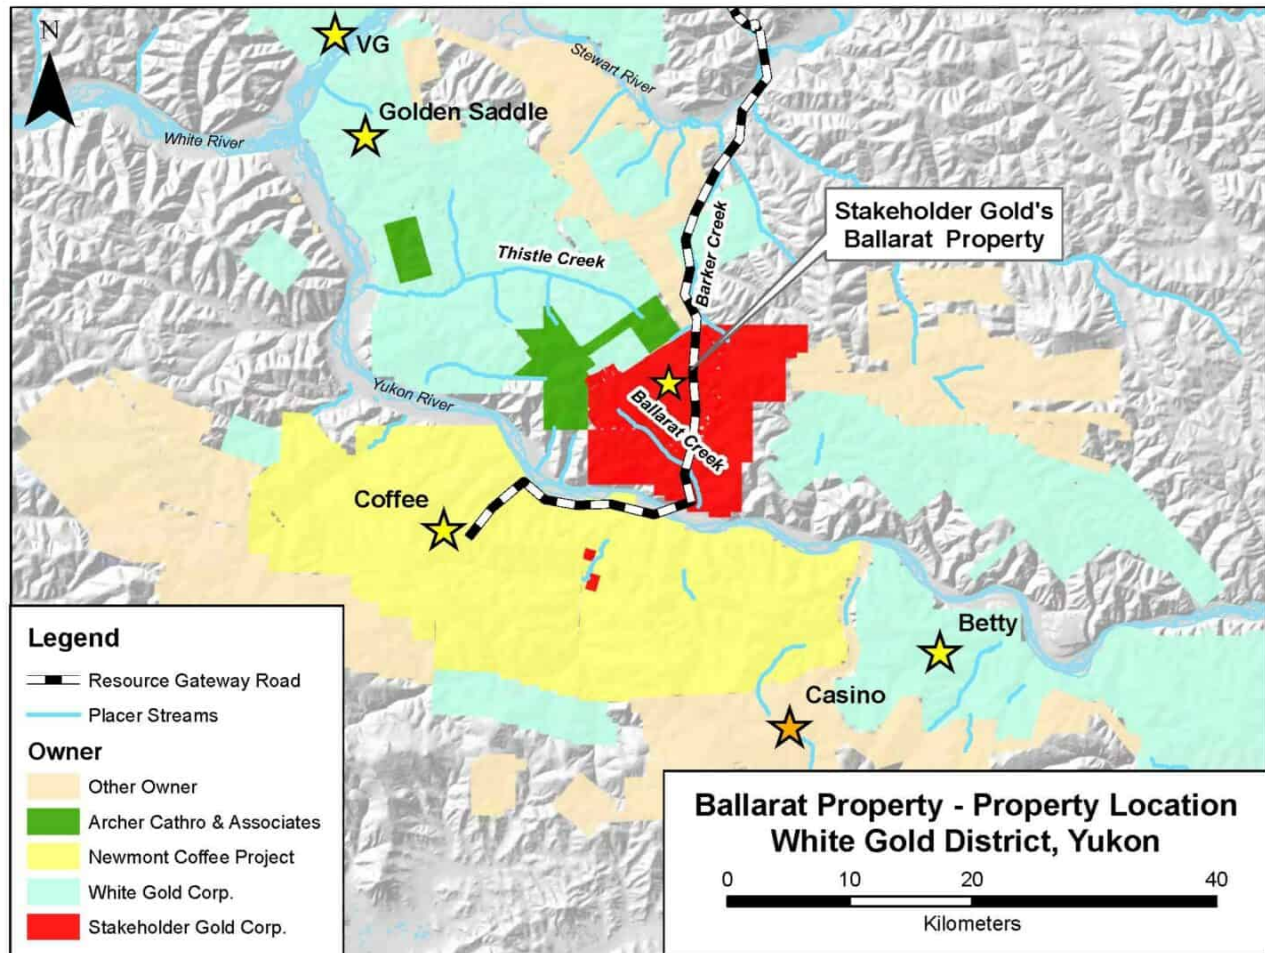 N
VG
Stewart River
Golden Saddle
White River
Stakeholder Gold's
Ballarat Property
Barker Creek
Thistle Creek
Yukon River
Ballarat Creek
Coffee
Betty
Casino
Legend
Resource Gateway Road
Placer Streams
Owner
Other Owner
Archer Cathro & Associates
Newmont Coffee Project
White Gold Corp.
Stakeholder Gold Corp.
Ballarat Property - Property Location
White Gold District, Yukon
0 10 20 40
Kilometers